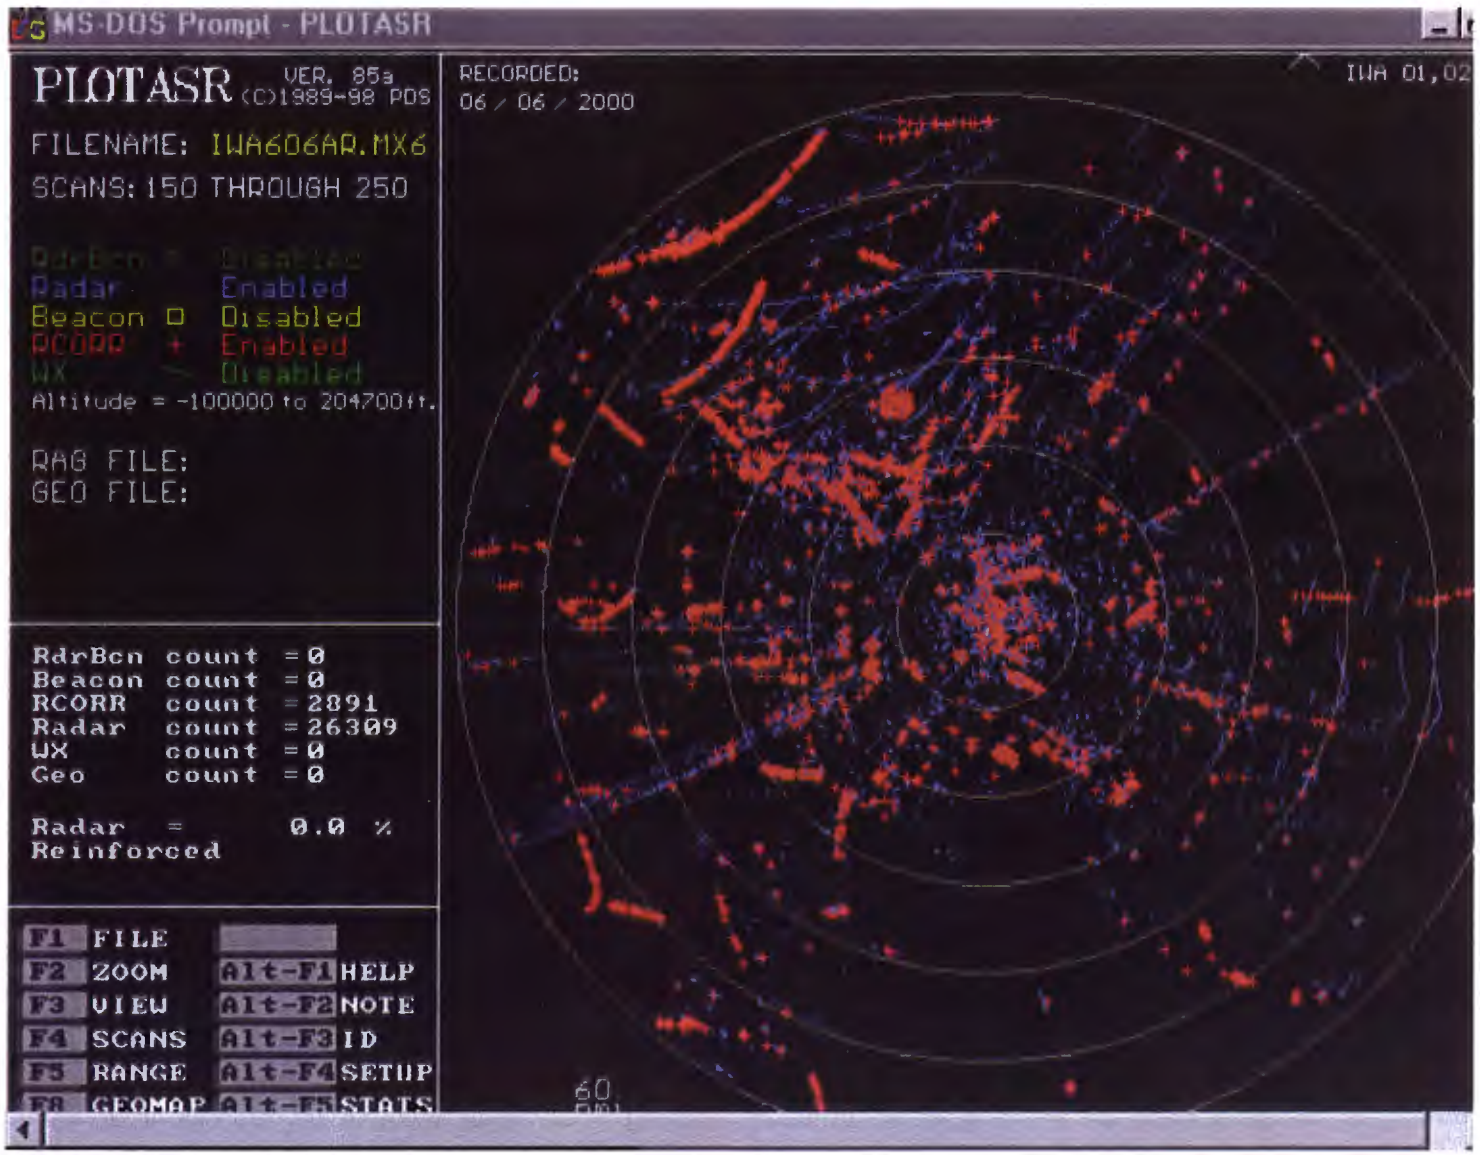 MS-DOS Prompt - PLOTASR
PLOTASR VER. 85a
(C)1989-98 PDS
FILENAME: IWA606AR.MX6
SCANS: 150 THROUGH 250
RdrBcn Disabled
Radar Enabled
Beacon □ Disabled
RCORR + Enabled
WX Disabled
Altitude = -100000 to 204700ft.
RAG FILE:
GEO FILE:
RdrBcn count =0
Beacon count =0
RCORR count =2891
Radar count =26309
WX count =0
Geo count =0
Radar = 0.0 %
Reinforced
F1 FILE
F2 ZOOM Alt-F1 HELP
F3 VIEW Alt-F2 NOTE
F4 SCANS Alt-F3 ID
F5 RANGE Alt-F4 SETUP
F8 GEOMAP Alt-F5 STATS
RECORDED:
06 / 06 / 2000
IWA 01,02
60
nmi